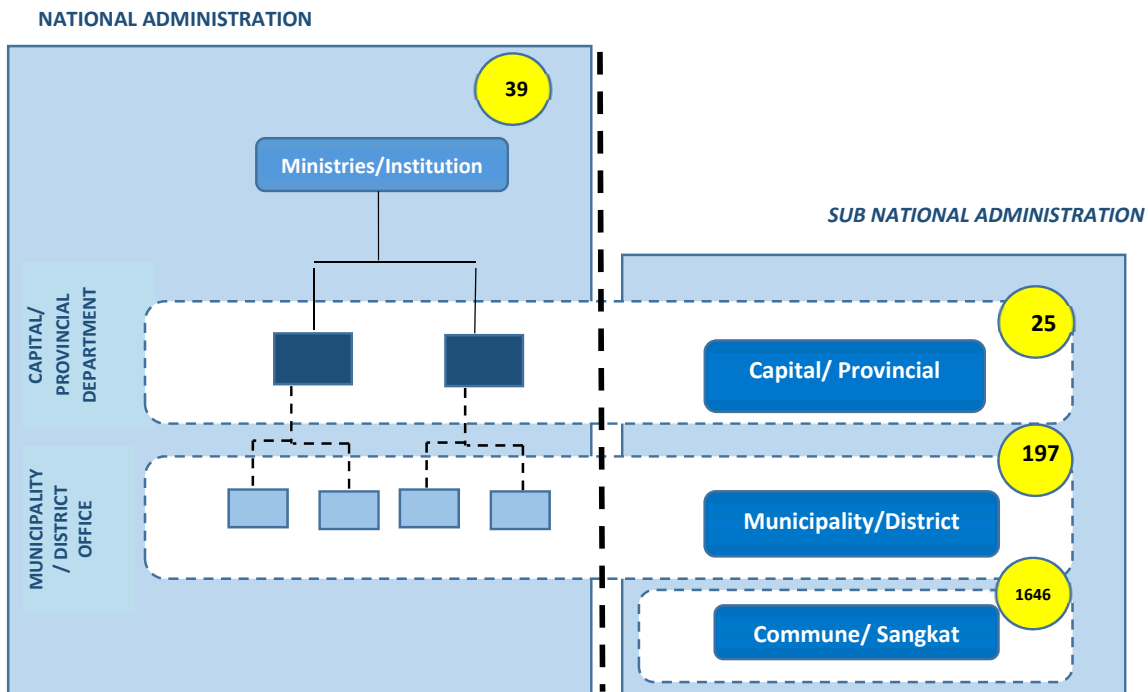 NATIONAL ADMINISTRATION
39
Ministries/Institution
SUB NATIONAL ADMINISTRATION
CAPITAL/
PROVINCIAL
DEPARTMENT
25
Capital/ Provincial
MUNICIPALITY
/ DISTRICT
OFFICE
197
Municipality/District
1646
Commune/ Sangkat